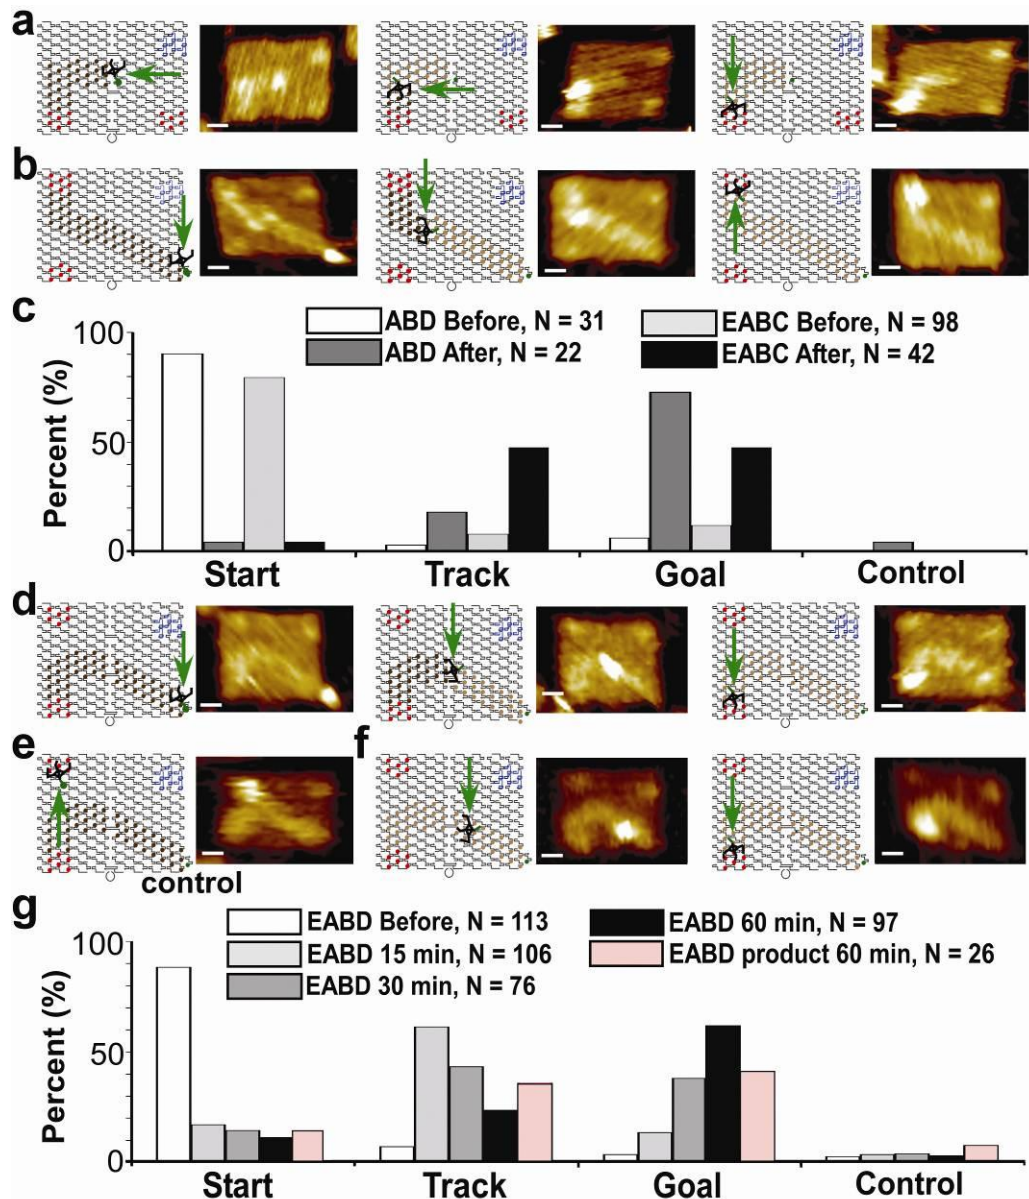 a
b
c
100
50
0
Percent (%)
ABD Before, N = 31
ABD After, N = 22
EABC Before, N = 98
EABC After, N = 42
Start Track Goal Control
d
e
f
control
g
100
50
0
Percent (%)
EABD Before, N = 113
EABD 15 min, N = 106
EABD 30 min, N = 76
EABD 60 min, N = 97
EABD product 60 min, N = 26
Start Track Goal Control